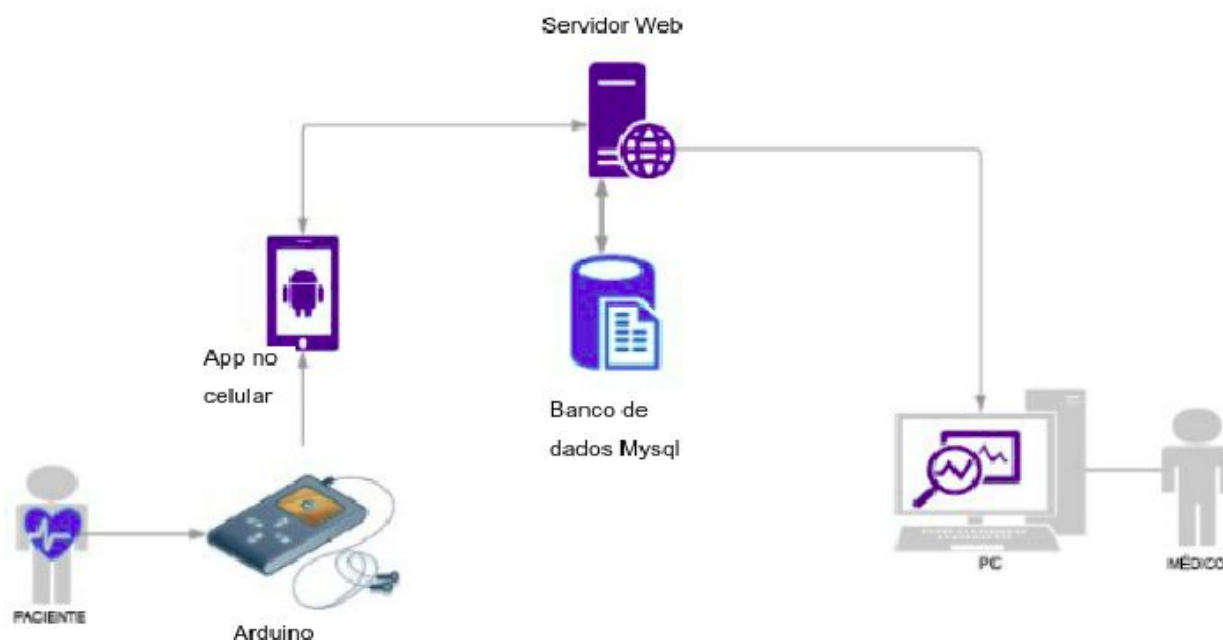 Servidor Web
App no
celular
Banco de
dados Mysql
PACIENTE
Arduino
PC
MÉDICO